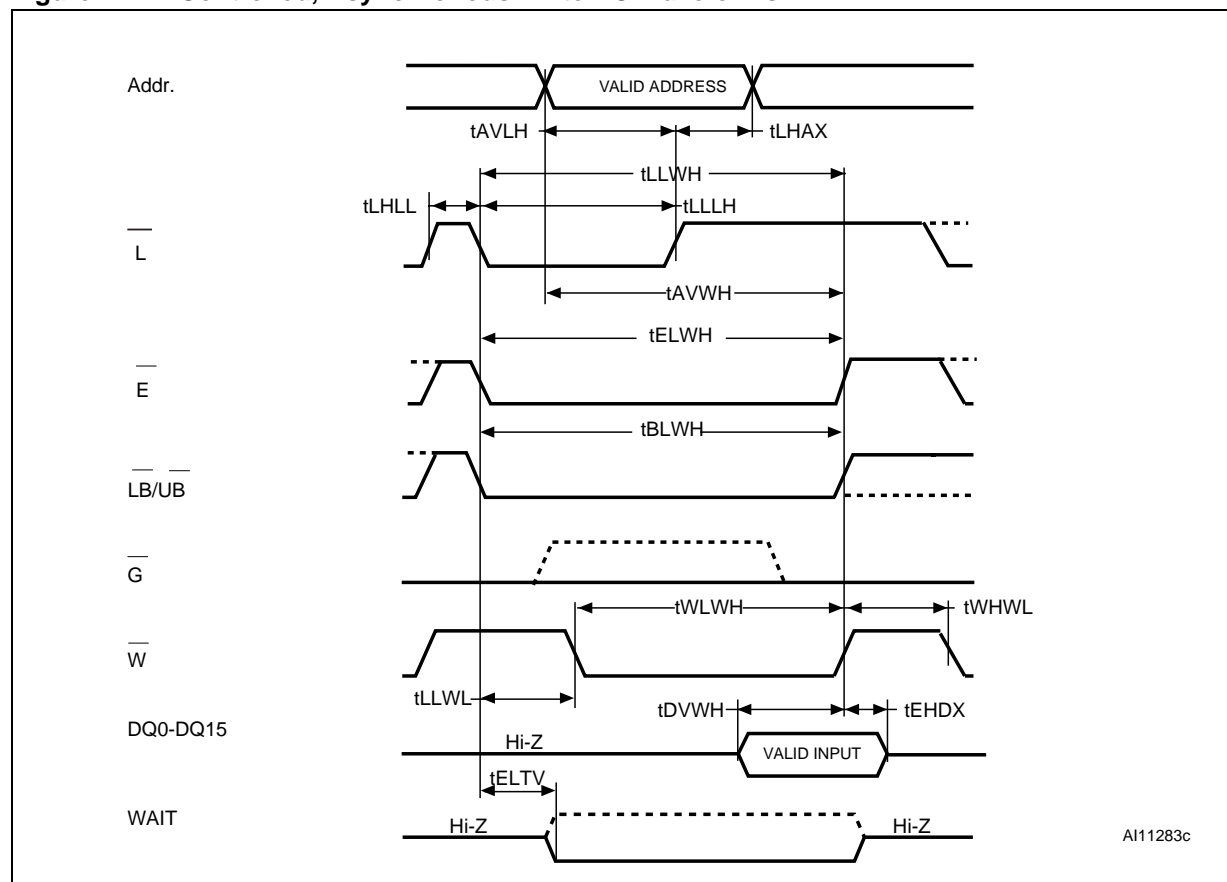 Addr.
VALID ADDRESS
tAVLH
tLHAX
tLLWH
tLHLL
tLLLH
L
tAVWH
tELWH
E
tBLWH
LB/UB
G
tWLWH
tWHWL
W
tLLWL
tDVWH
tEHDX
DQ0-DQ15
Hi-Z
VALID INPUT
tELTV
WAIT
Hi-Z
Hi-Z
AI11283c